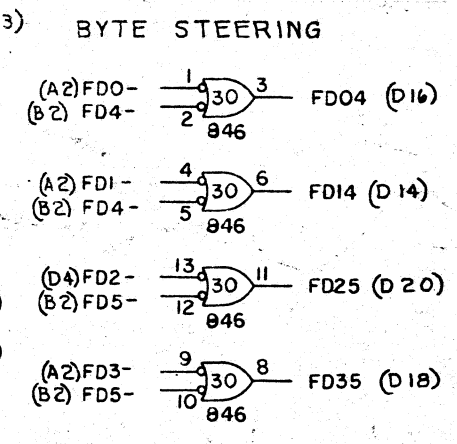 3) BYTE STEERING
1 3
(A2) FD0- 30 FD04 (D16)
(B2) FD4-
2 846
4 6
(A2) FD1- 30 FD14 (D14)
(B2) FD4-
5 846
13 11
(D4) FD2- 30 FD25 (D20)
(B2) FD5-
12 846
9 8
(A2) FD3- 30 FD35 (D18)
(B2) FD5-
10 846